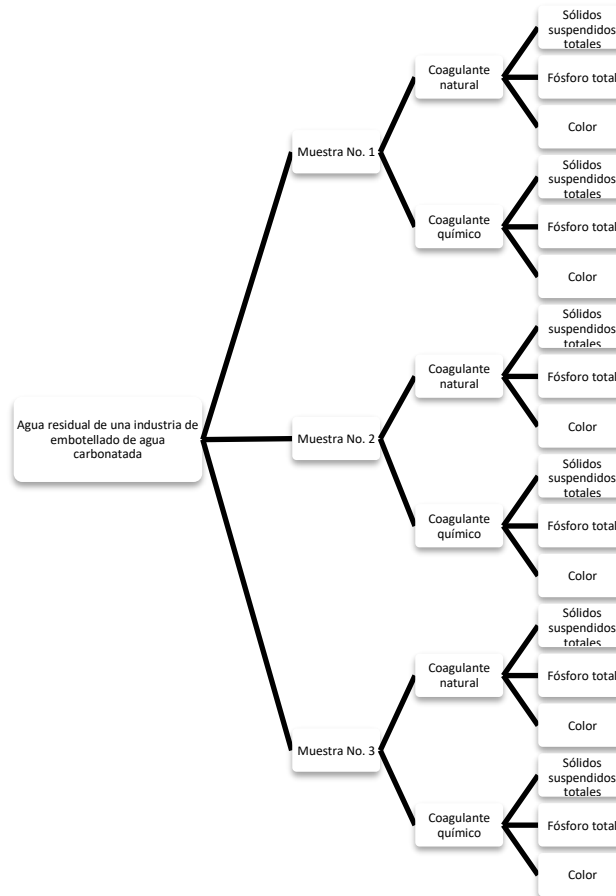 Agua residual de una industria de
embotellado de agua
carbonatada
Muestra No. 1
Coagulante
natural
Sólidos
suspendidos
totales
Fósforo total
Color
Coagulante
químico
Sólidos
suspendidos
totales
Fósforo total
Color
Muestra No. 2
Coagulante
natural
Sólidos
suspendidos
totales
Fósforo total
Color
Coagulante
químico
Sólidos
suspendidos
totales
Fósforo total
Color
Muestra No. 3
Coagulante
natural
Sólidos
suspendidos
totales
Fósforo total
Color
Coagulante
químico
Sólidos
suspendidos
totales
Fósforo total
Color